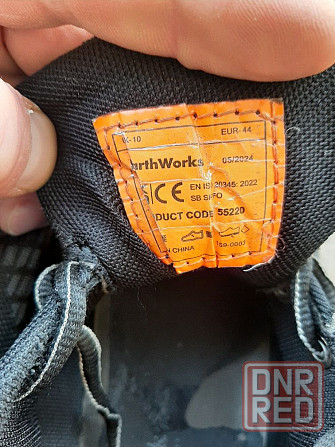 K-10 EUR-44
arthWorks 05/2024
CE EN ISO 20345: 2022
SB SRFO
DUCT CODE 55220
CHINA
DNR
RED